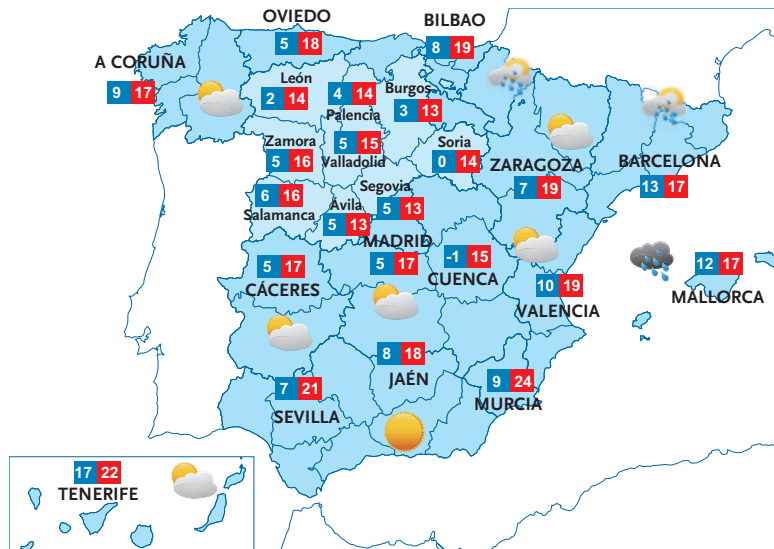 OVIEDO
5 18
BILBAO
8 19
A CORUÑA
9 17
León
2 14
4 14
Palencia
Burgos
3 13
Zamora
5 16
5 15
Valladolid
Soria
0 14
ZARAGOZA
7 19
BARCELONA
13 17
6 16
Salamanca
Ávila
5 13
Segovia
5 13
MADRID
5 17
-1 15
CUENCA
5 17
CÁCERES
10 19
VALENCIA
12 17
MALLORCA
8 18
JAÉN
9 24
MURCIA
7 21
SEVILLA
17 22
TENERIFE